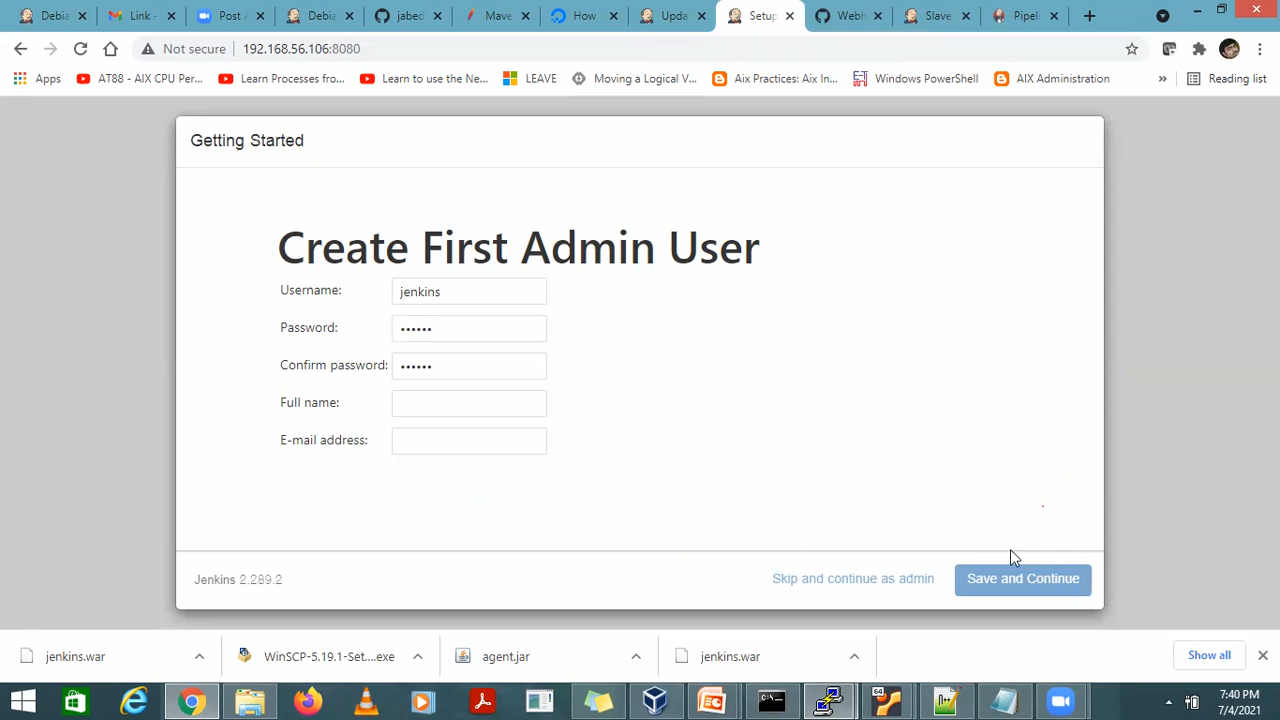 Debia
Link -
Post A
Debia
jabed
Mave
How
Upda
Setup
Webh
Slave
Pipeli
Not secure
192.168.56.106:8080
Apps
AT88 - AIX CPU Per...
Learn Processes fro...
Learn to use the Ne...
LEAVE
Moving a Logical V...
Aix Practices: Aix In...
Windows PowerShell
AIX Administration
»
Reading list
Getting Started
Create First Admin User
Username:
jenkins
Password:
••••••
Confirm password:
••••••
Full name:
E-mail address:
Jenkins 2.289.2
Skip and continue as admin
Save and Continue
jenkins.war
WinSCP-5.19.1-Set....exe
agent.jar
jenkins.war
Show all
64
7:40 PM
7/4/2021